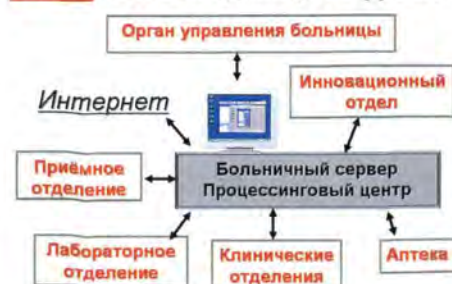 Орган управления больницы
Инновационный
отдел
Интернет
Приёмное
отделение
Больничный сервер
Процессинговый центр
Лабораторное
отделение
Клинические
отделения
Аптека